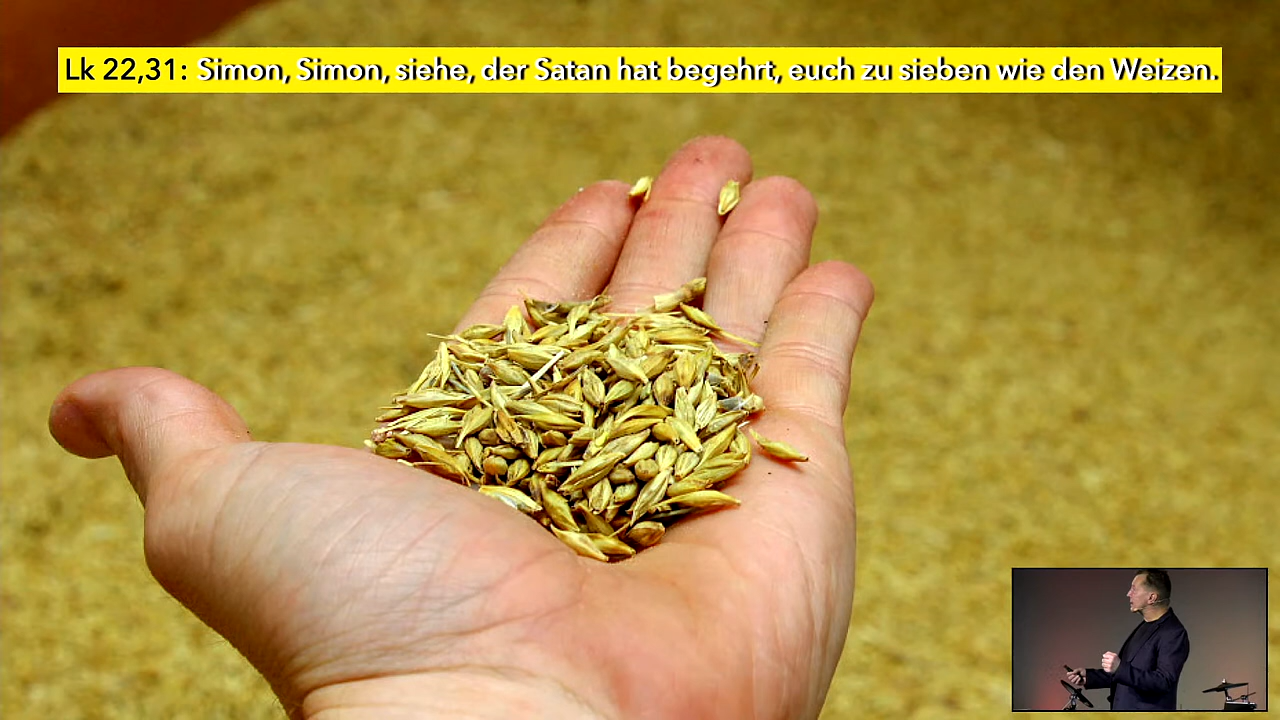 Lk 22,31: Simon, Simon, siehe, der Satan hat begehrt, euch zu sieben wie den Weizen.